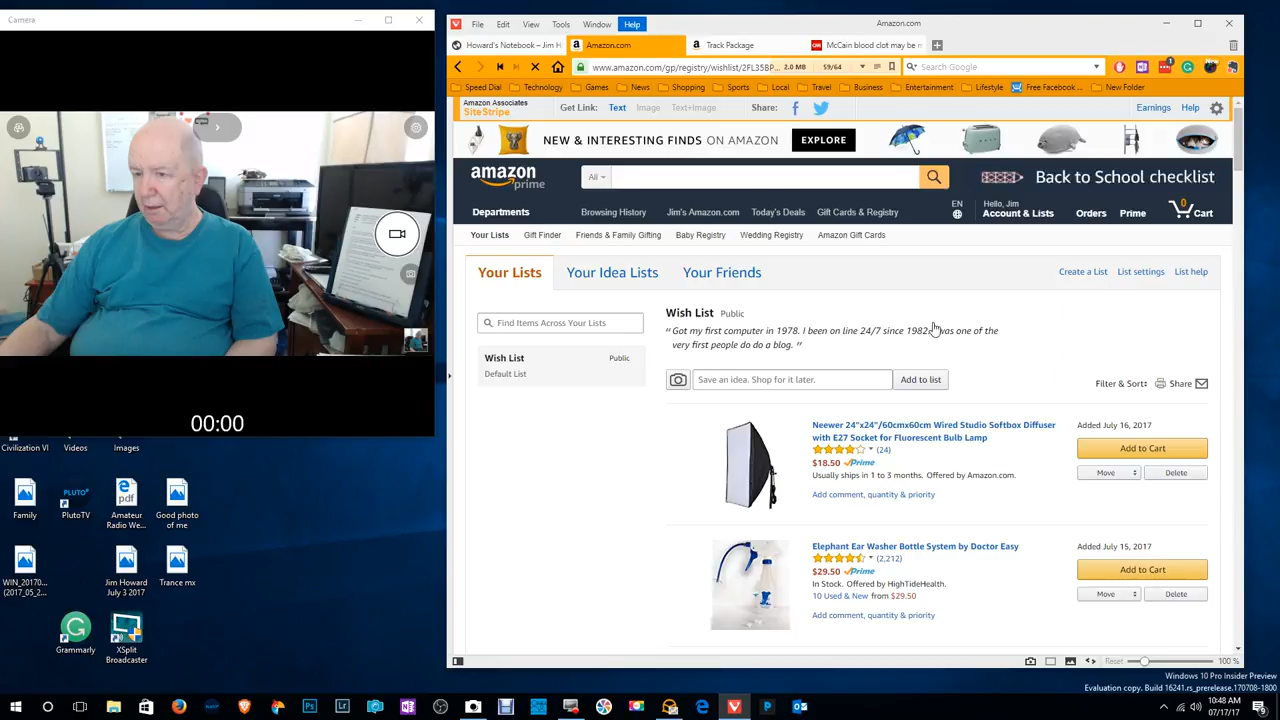 Camera
00:00
Civilization VI
Videos
Images
Family
PlutoTV
Amateur
Radio We...
Good photo
of me
WIN_20170...
(2017_05_2...
Jim Howard
July 3 2017
Trance mx
Grammarly
XSplit
Broadcaster
File Edit View Tools Window Help
Amazon.com
Howard's Notebook – Jim H
Amazon.com
Track Package
McCain blood clot may be m
www.amazon.com/gp/registry/wishlist/2FL35BP...
2.0 MB
59/64
Search Google
Speed Dial Technology Games News Shopping Sports Local Travel Business Entertainment Lifestyle Free Facebook ... New Folder
Amazon Associates
SiteStripe
Get Link: Text Image Text+Image Share:
Earnings Help
NEW & INTERESTING FINDS ON AMAZON EXPLORE
amazon
prime
All
Back to School checklist
Departments
Browsing History Jim's Amazon.com Today's Deals Gift Cards & Registry
EN
Hello, Jim
Account & Lists
Orders Prime
0
Cart
Your Lists Gift Finder Friends & Family Gifting Baby Registry Wedding Registry Amazon Gift Cards
Your Lists Your Idea Lists Your Friends
Create a List List settings List help
Find Items Across Your Lists
Wish List Public
Default List
Wish List Public
" Got my first computer in 1978. I been on line 24/7 since 1982. was one of the
very first people do do a blog. "
Save an idea. Shop for it later.
Add to list
Filter & Sort: Share
Neewer 24"x24"/60cmx60cm Wired Studio Softbox Diffuser
with E27 Socket for Fluorescent Bulb Lamp
(24)
$18.50 Prime
Usually ships in 1 to 3 months. Offered by Amazon.com.
Add comment, quantity & priority
Added July 16, 2017
Add to Cart
Move Delete
Elephant Ear Washer Bottle System by Doctor Easy
(2,212)
$29.50 Prime
In Stock. Offered by HighTideHealth.
10 Used & New from $29.50
Add comment, quantity & priority
Added July 15, 2017
Add to Cart
Move Delete
Reset 100 %
Windows 10 Pro Insider Preview
Evaluation copy. Build 16241.rs_prerelease.170708-1800
10:48 AM
07/17/17